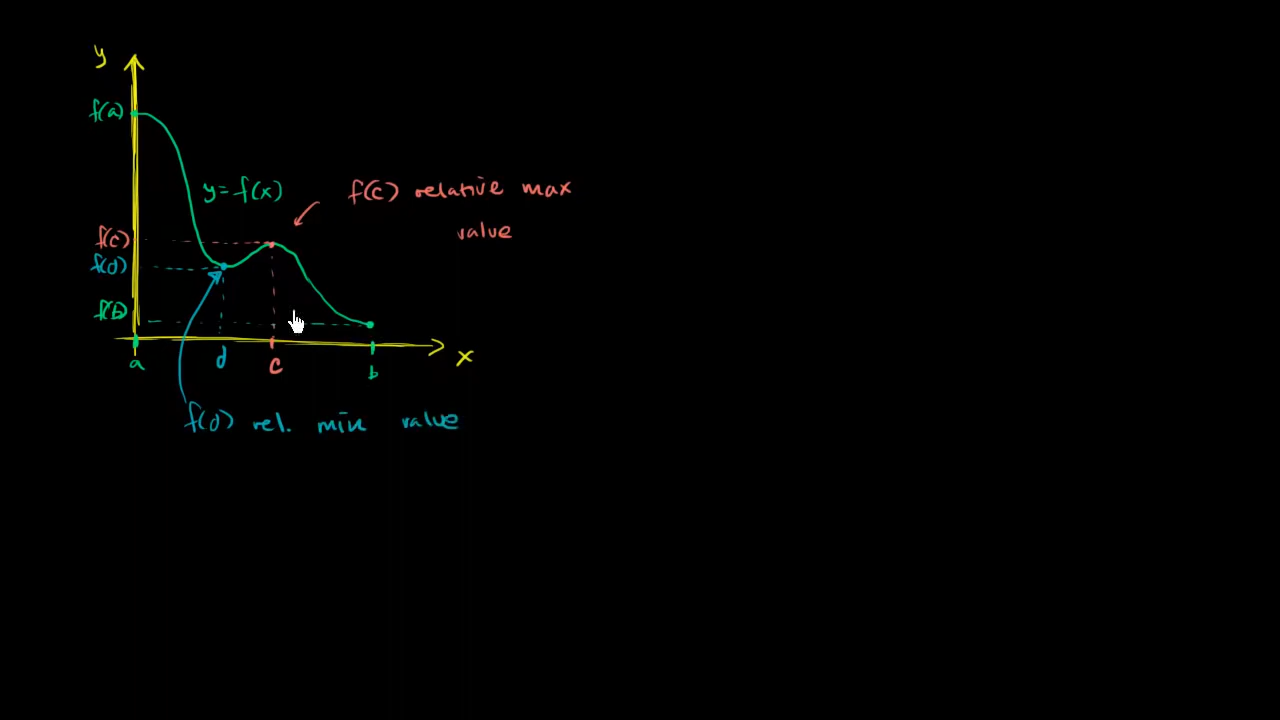 y
f(a)
y = f(x)
f(c) relative max
value
f(c)
f(d)
f(b)
a
d
c
b
x
f(d) rel. min value